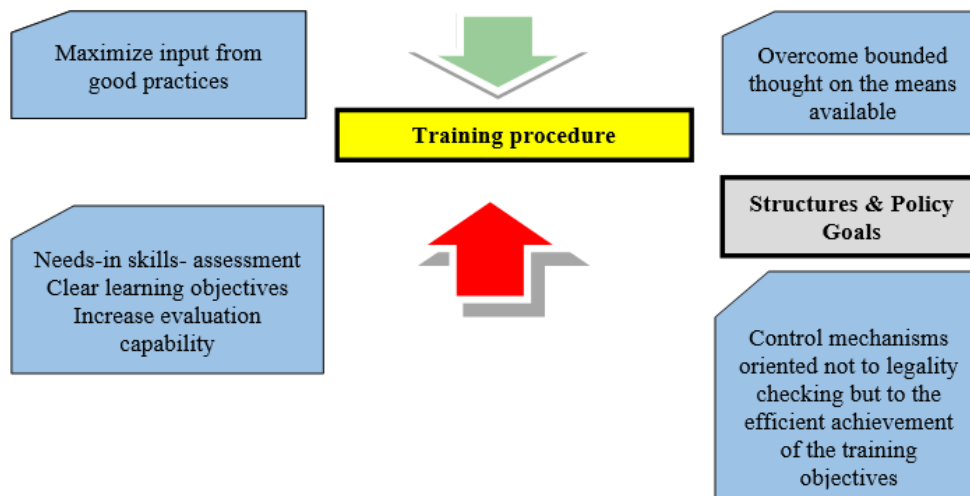 Maximize input from
good practices
Training procedure
Overcome bounded
thought on the means
available
Structures & Policy
Goals
Needs-in skills- assessment
Clear learning objectives
Increase evaluation
capability
Control mechanisms
oriented not to legality
checking but to the
efficient achievement
of the training
objectives